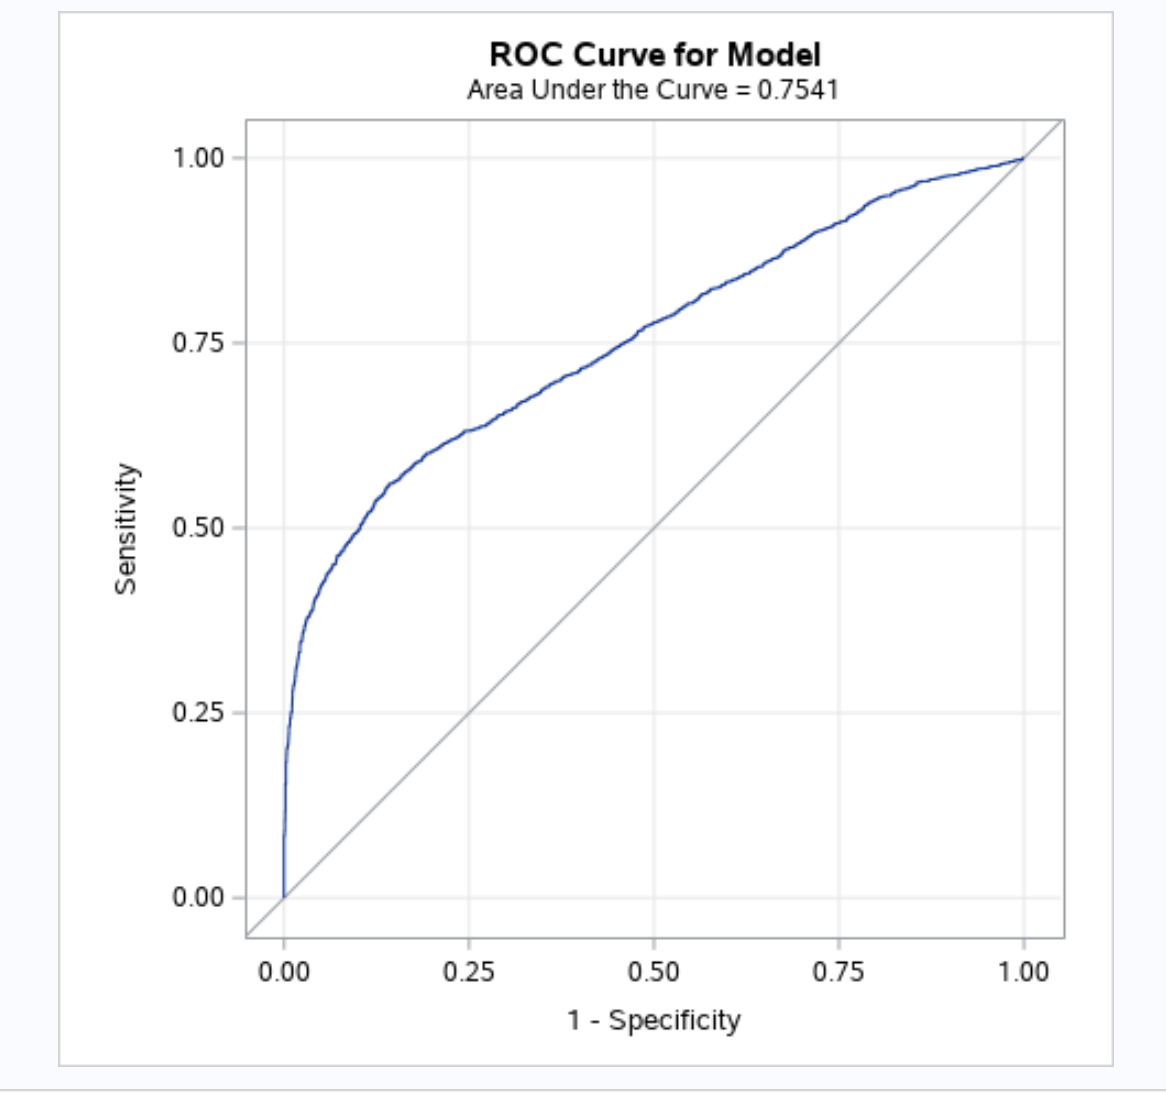 ROC Curve for Model
Area Under the Curve = 0.7541
1.00
0.75
0.50
0.25
0.00
Sensitivity
0.00 0.25 0.50 0.75 1.00
1 - Specificity